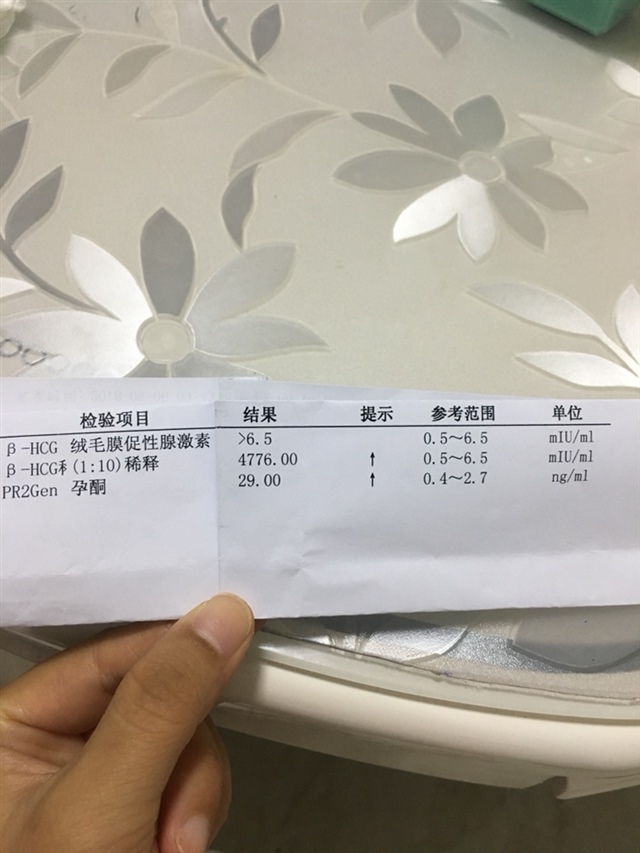 检验项目 结果 提示 参考范围 单位
β-HCG 绒毛膜促性腺激素 >6.5 0.5~6.5 mIU/ml
β-HCG (1:10)稀释 4776.00 ↑ 0.5~6.5 mIU/ml
PR2Gen 孕酮 29.00 ↑ 0.4~2.7 ng/ml